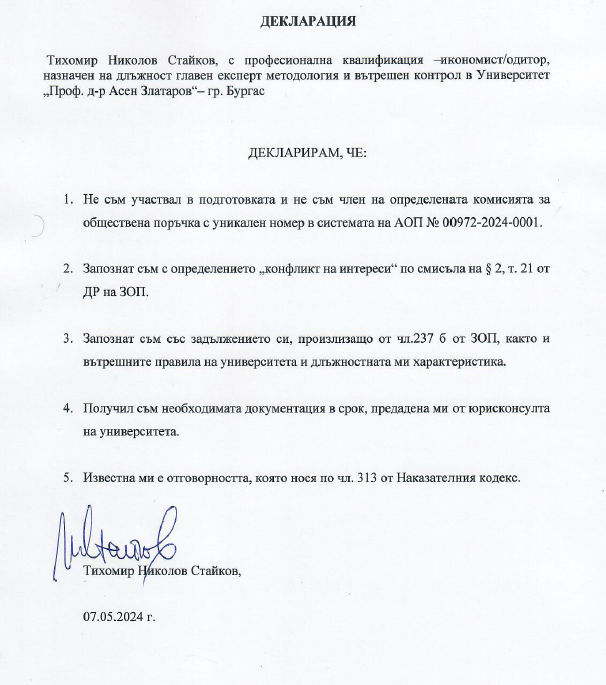 ДЕКЛАРАЦИЯ
Тихомир Николов Стайков, с професионална квалификация –икономист/одитор,
назначен на длъжност главен експерт методология и вътрешен контрол в Университет
„Проф. д-р Асен Златаров“– гр. Бургас
ДЕКЛАРИРАМ, ЧЕ:
1. Не съм участвал в подготовката и не съм член на определената комисията за
обществена поръчка с уникален номер в системата на АОП № 00972-2024-0001.
2. Запознат съм с определението „конфликт на интереси“ по смисъла на § 2, т. 21 от
ДР на ЗОП.
3. Запознат съм със задължението си, произлизащо от чл.237 б от ЗОП, както и
вътрешните правила на университета и длъжностната ми характеристика.
4. Получил съм необходимата документация в срок, предадена ми от юрисконсулта
на университета.
5. Известна ми е отговорността, която нося по чл. 313 от Наказателния кодекс.
Тихомир Николов Стайков,
07.05.2024 г.